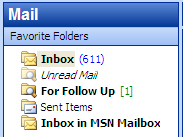 Mail
Favorite Folders
Inbox (611)
Unread Mail
For Follow Up [1]
Sent Items
Inbox in MSN Mailbox